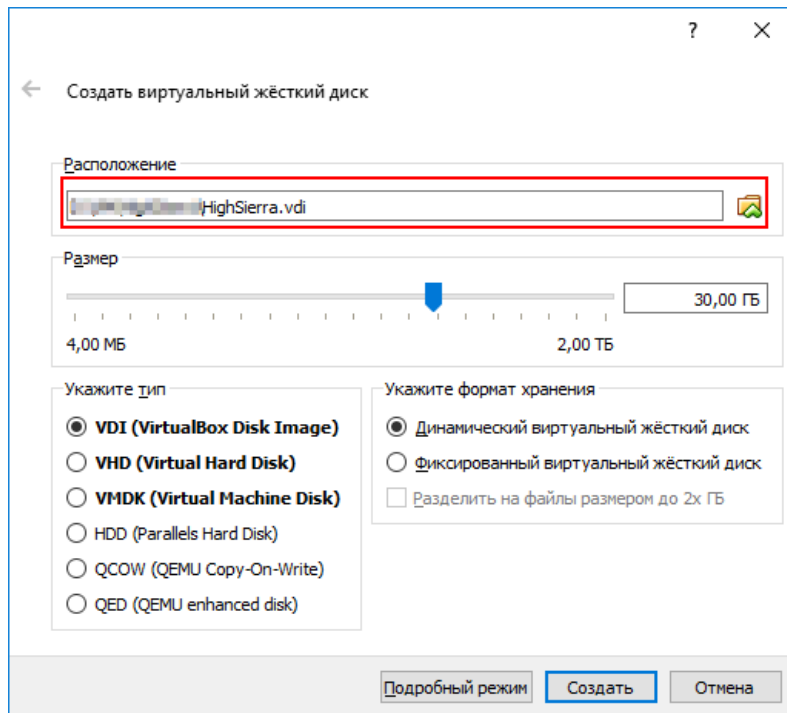 ?
Создать виртуальный жёсткий диск
Расположение
HighSierra.vdi
Размер
30,00 ГБ
4,00 МБ 2,00 ТБ
Укажите тип
VDI (VirtualBox Disk Image)
VHD (Virtual Hard Disk)
VMDK (Virtual Machine Disk)
HDD (Parallels Hard Disk)
QCOW (QEMU Copy-On-Write)
QED (QEMU enhanced disk)
Укажите формат хранения
Динамический виртуальный жёсткий диск
Фиксированный виртуальный жёсткий диск
Разделить на файлы размером до 2х ГБ
Подробный режим Создать Отмена